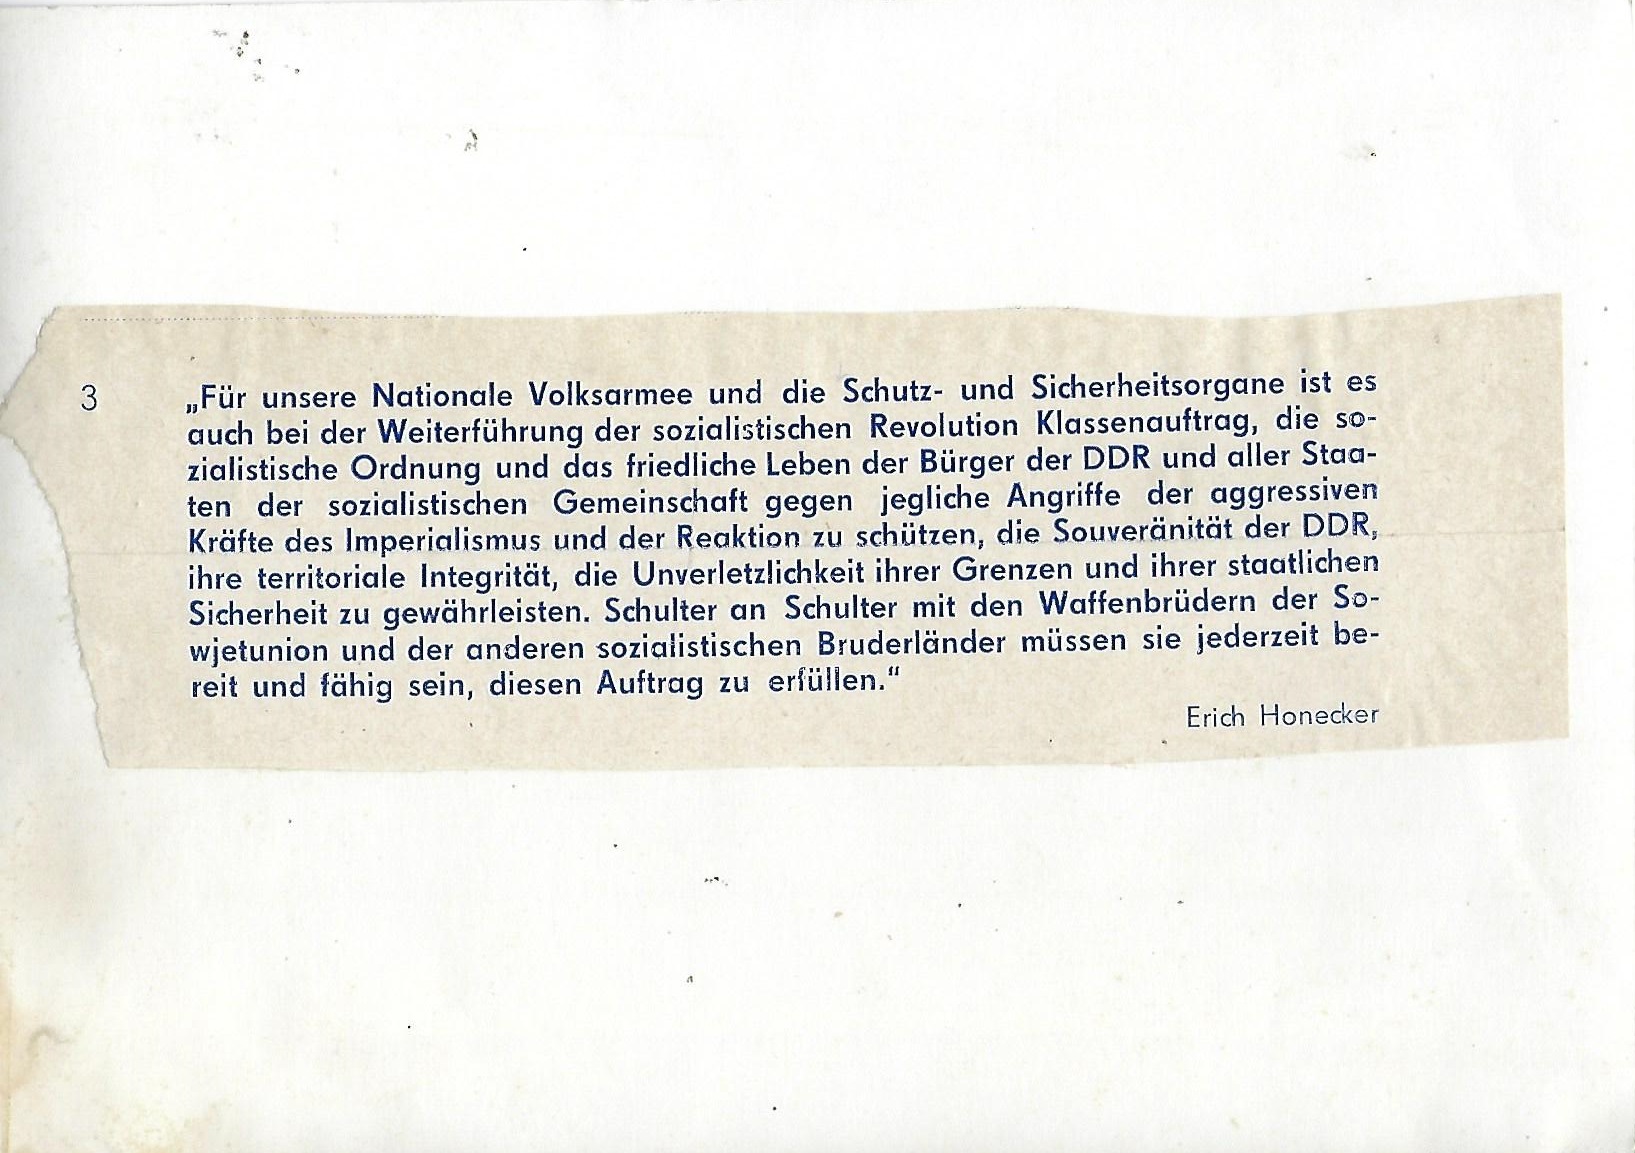 3 „Für unsere Nationale Volksarmee und die Schutz- und Sicherheitsorgane ist es
auch bei der Weiterführung der sozialistischen Revolution Klassenauftrag, die so-
zialistische Ordnung und das friedliche Leben der Bürger der DDR und aller Staa-
ten der sozialistischen Gemeinschaft gegen jegliche Angriffe der aggressiven
Kräfte des Imperialismus und der Reaktion zu schützen, die Souveränität der DDR,
ihre territoriale Integrität, die Unverletzlichkeit ihrer Grenzen und ihrer staatlichen
Sicherheit zu gewährleisten. Schulter an Schulter mit den Waffenbrüdern der So-
wjetunion und der anderen sozialistischen Bruderländer müssen sie jederzeit be-
reit und fähig sein, diesen Auftrag zu erfüllen.“
Erich Honecker